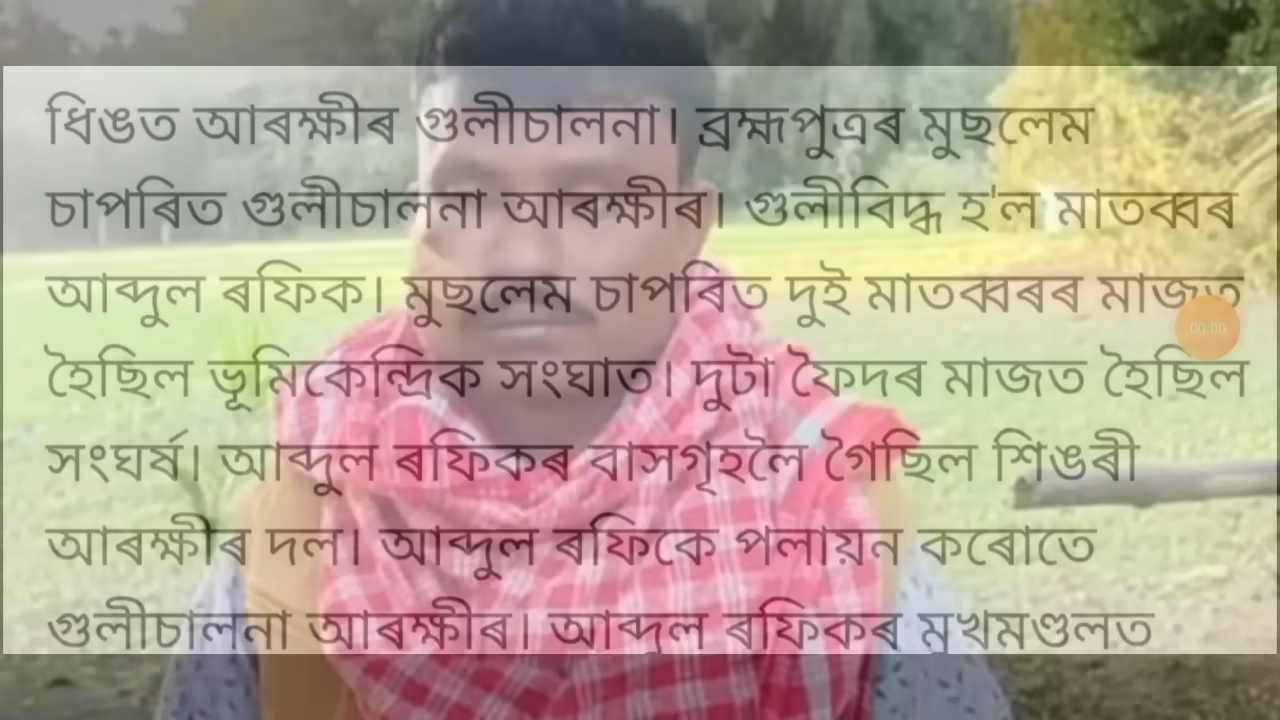 ধিঙত আৰক্ষীৰ গুলীচালনা। ব্ৰহ্মপুত্ৰৰ মুছলেম
চাপৰিত গুলীচালনা আৰক্ষীৰ। গুলীবিদ্ধ হ'ল মাতব্বৰ
আব্দুল ৰফিক। মুছলেম চাপৰিত দুই মাতব্বৰৰ মাজত
00:00
হৈছিল ভূমিকেন্দ্ৰিক সংঘাত। দুটা ফৈদৰ মাজত হৈছিল
সংঘৰ্ষ। আব্দুল ৰফিকৰ বাসগৃহলৈ গৈছিল শিঙৰী
আৰক্ষীৰ দল। আব্দুল ৰফিকে পলায়ন কৰোতে
গুলীচালনা আৰক্ষীৰ। আব্দুল ৰফিকৰ মুখমণ্ডলত